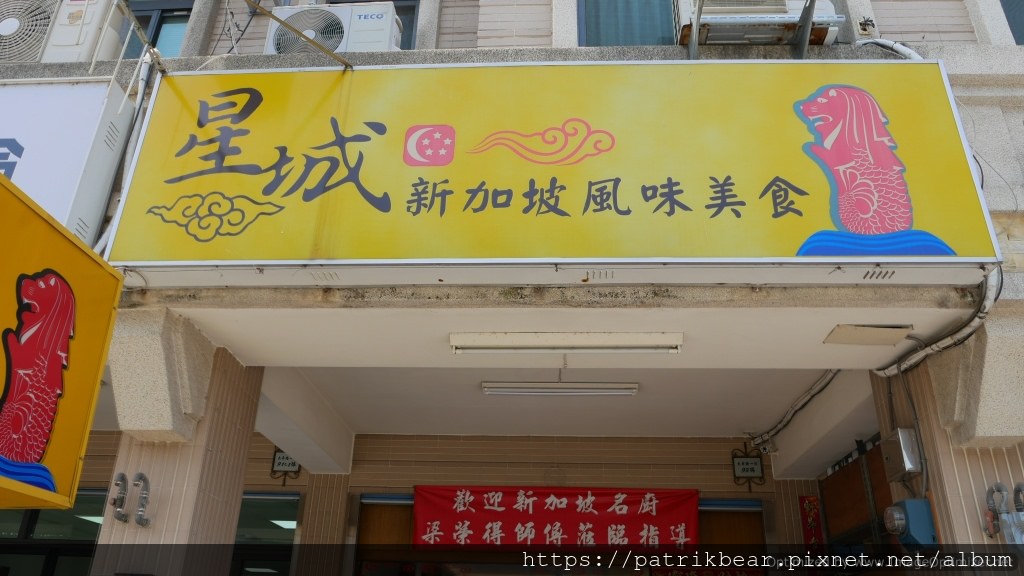 TECO
星城
新加坡風味美食
22
歡迎新加坡名廚
梁榮得師傅蒞臨指導
https://patrikbear.pixnet.net/album